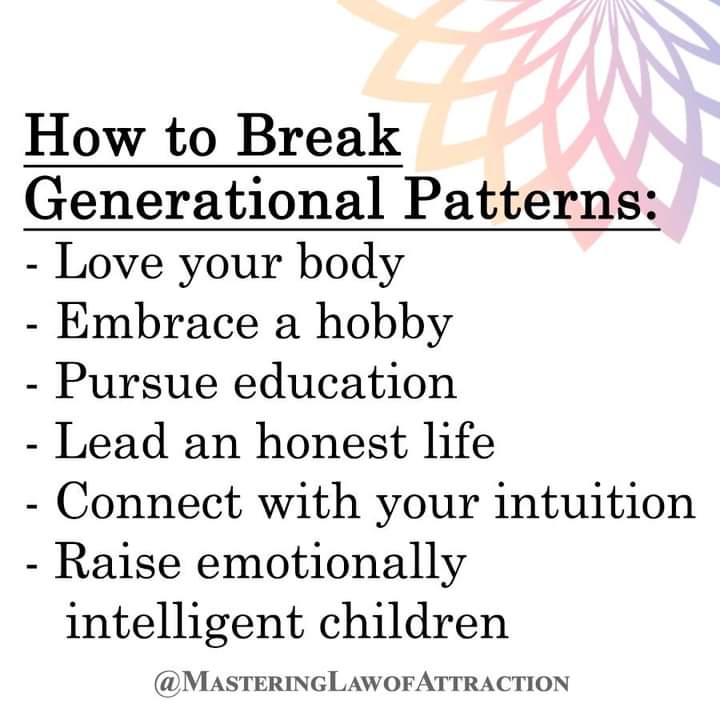 How to Break
Generational Patterns:
- Love your body
- Embrace a hobby
- Pursue education
- Lead an honest life
- Connect with your intuition
- Raise emotionally
intelligent children
@MasteringLawofAttraction